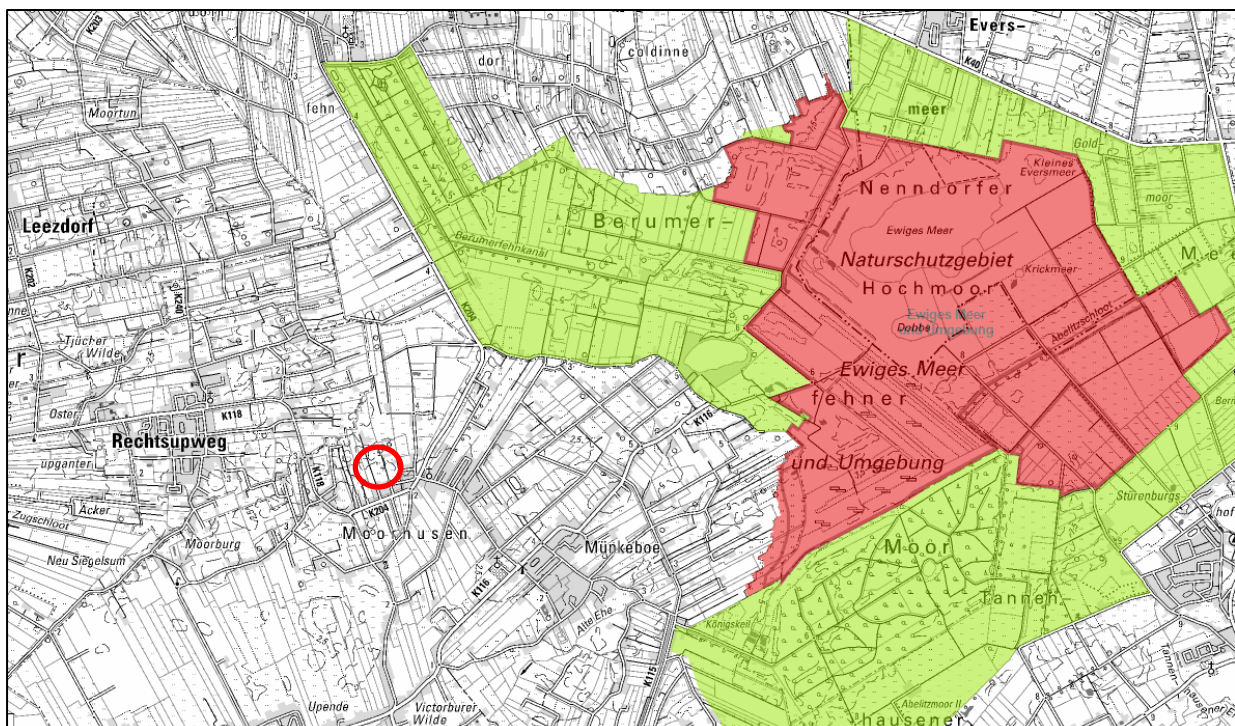 K203
Evers–
dorf
coldinne
K40
fehn
Moortun
meer
Gold–
Kleines
Eversmeer
Nenndorfer
moor
Leezdorf
Berumer–
Ewiges Meer
Berumerfehnkanal
Naturschutzgebiet
Krickmeer
K202
K240
Hochmoor
K204
Ewiges Meer
und Umgebung
Dobbe
Abelitzschloot
Tjücher
Wilde
Ewiges Meer
fehner
Oster
K118
K116
Rechtsupweg
upganter
und Umgebung
K118
Stürenburgs–
Acker
K204
Zugschloot
Moorhusen
Moorburg
Münkeboe
Moor
Neu Siegelsum
K116
Tannen–
Alte Ehe
Königskeil
K115
Upende
Victorburer
Wilde
Abelitzmoor II
hausener